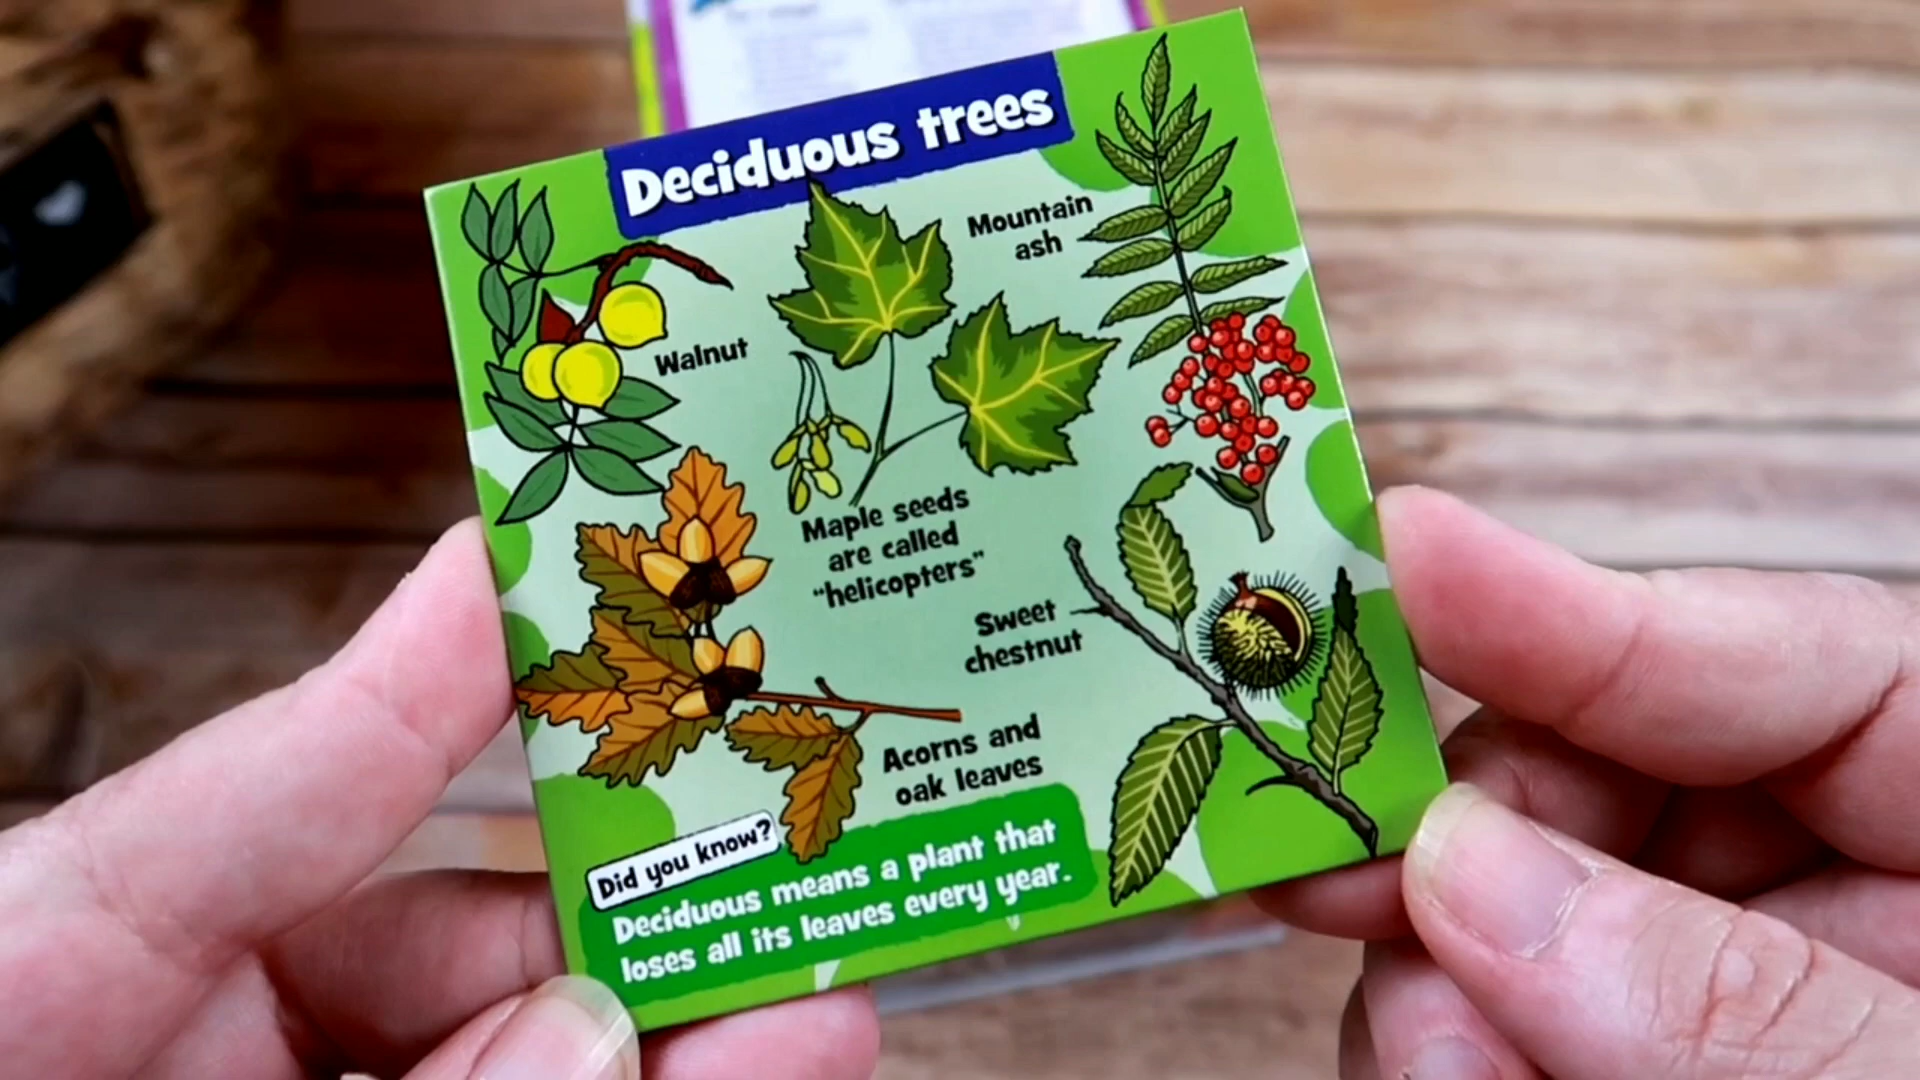 Deciduous trees
Mountain
ash
Walnut
Maple seeds
are called
“helicopters”
Sweet
chestnut
Acorns and
oak leaves
Did you know?
Deciduous means a plant that
loses all its leaves every year.